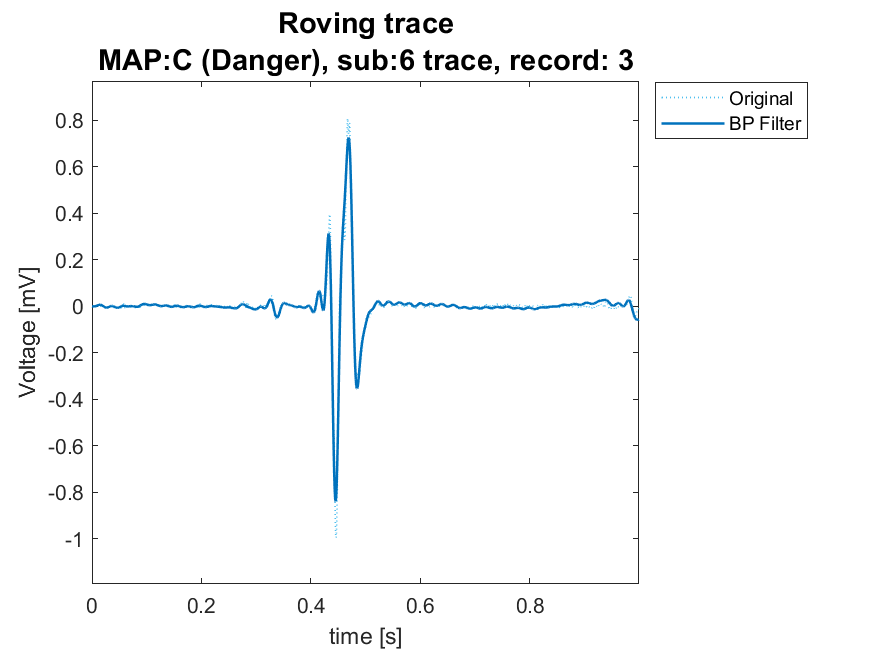 Roving trace
MAP:C (Danger), sub:6 trace, record: 3
Original
BP Filter
0.8
0.6
0.4
0.2
0
-0.2
-0.4
-0.6
-0.8
-1
Voltage [mV]
0 0.2 0.4 0.6 0.8
time [s]